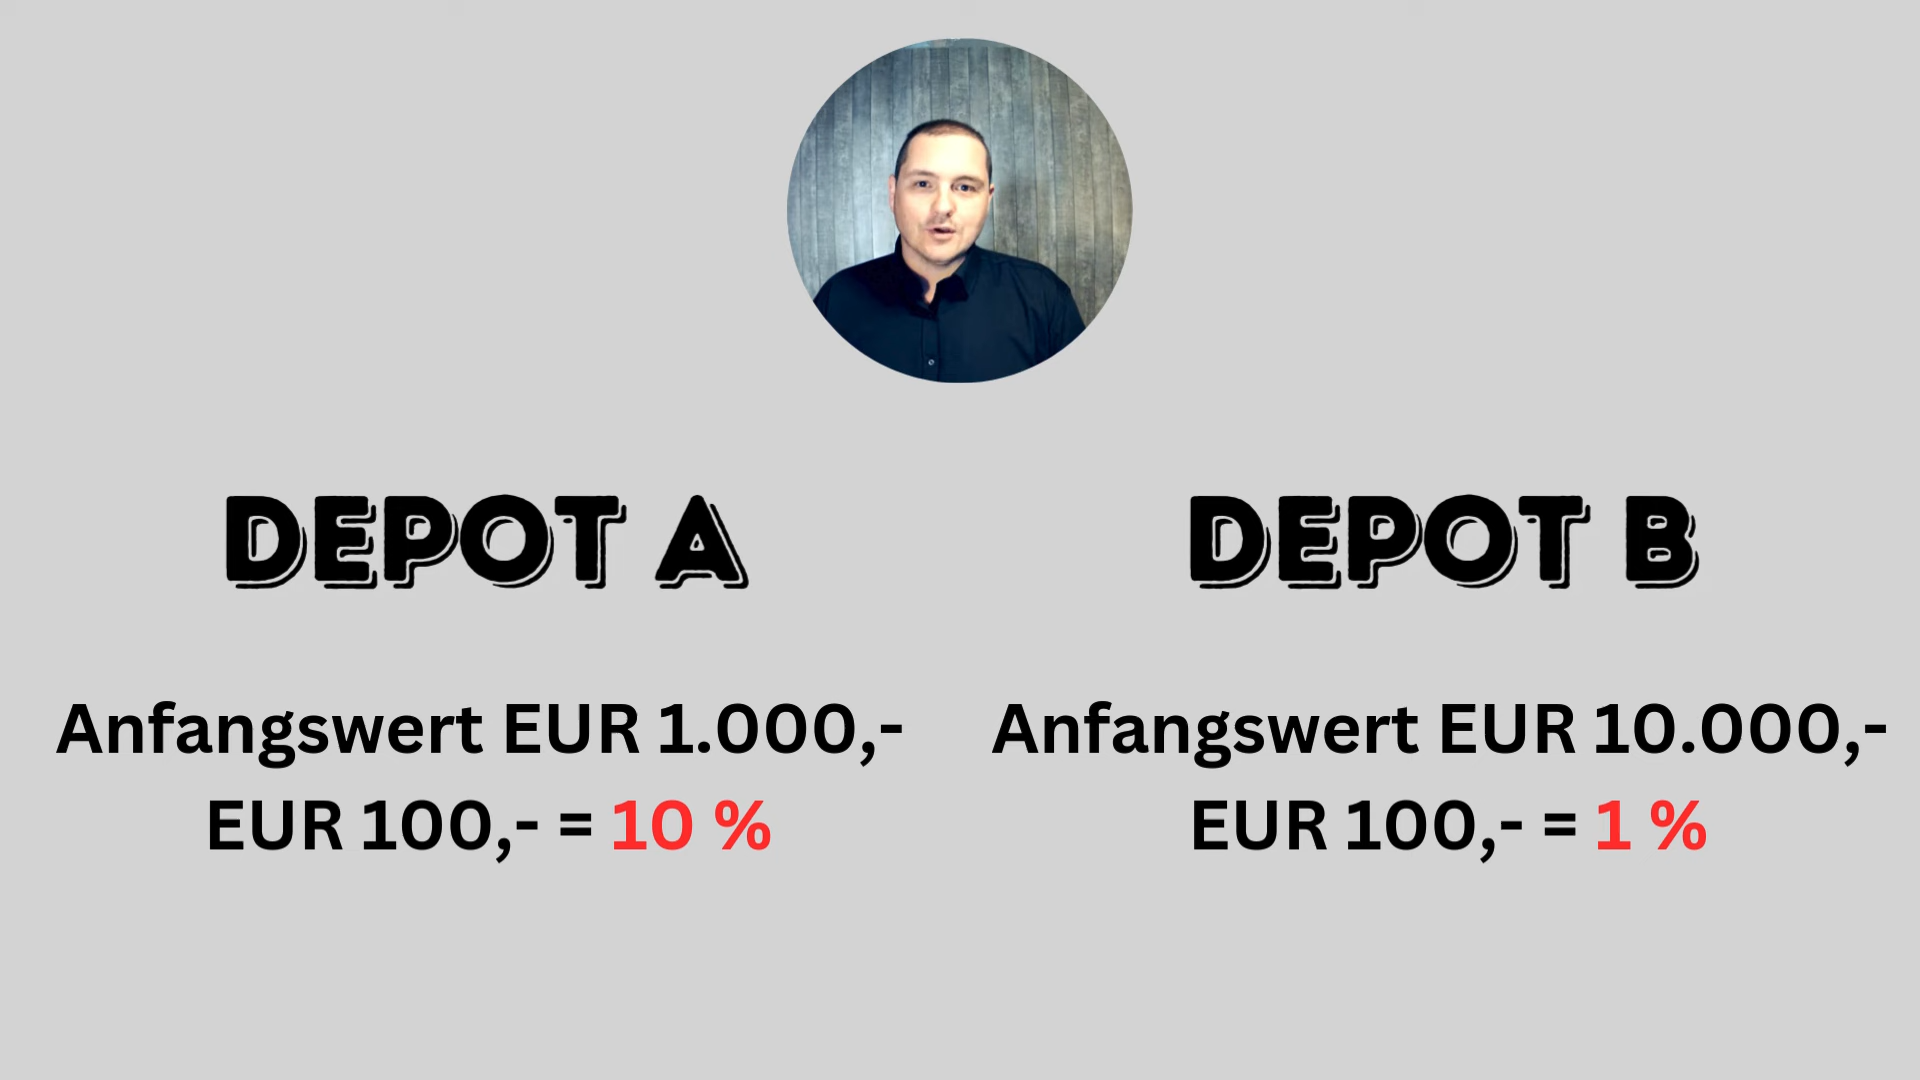 DEPOT A
Anfangswert EUR 1.000,-
EUR 100,- = 10 %
DEPOT B
Anfangswert EUR 10.000,-
EUR 100,- = 1 %